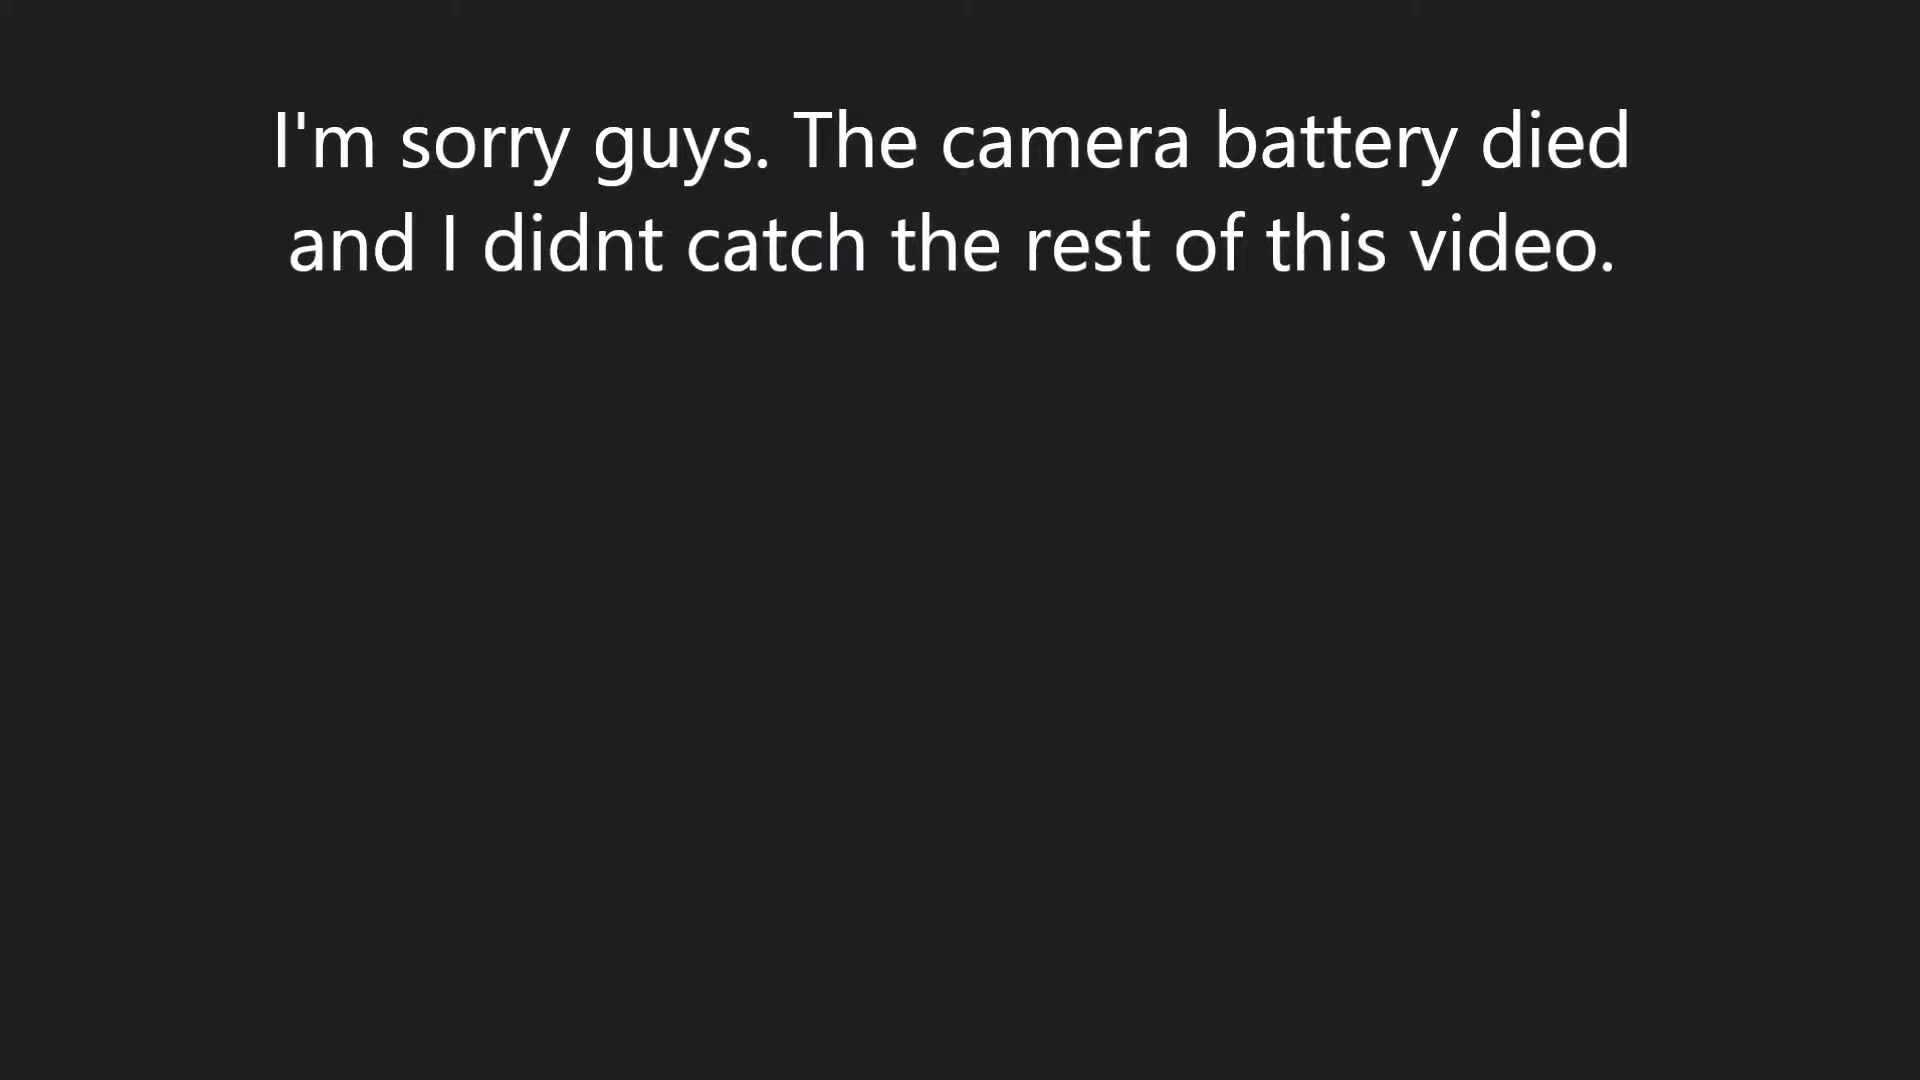 I'm sorry guys. The camera battery died
and I didnt catch the rest of this video.